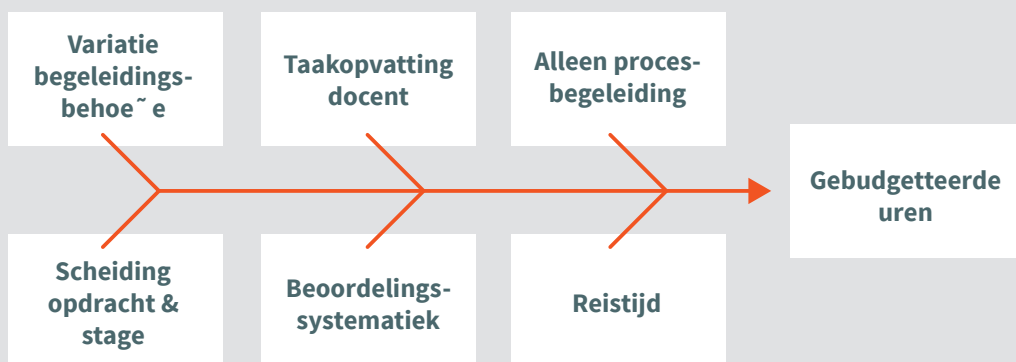 Variatie
begeleidings-
behoe˜ e
Taakopvatting
docent
Alleen proces-
begeleiding
Gebudgetteerde
uren
Scheiding
opdracht &
stage
Beoordelings-
systematiek
Reistijd